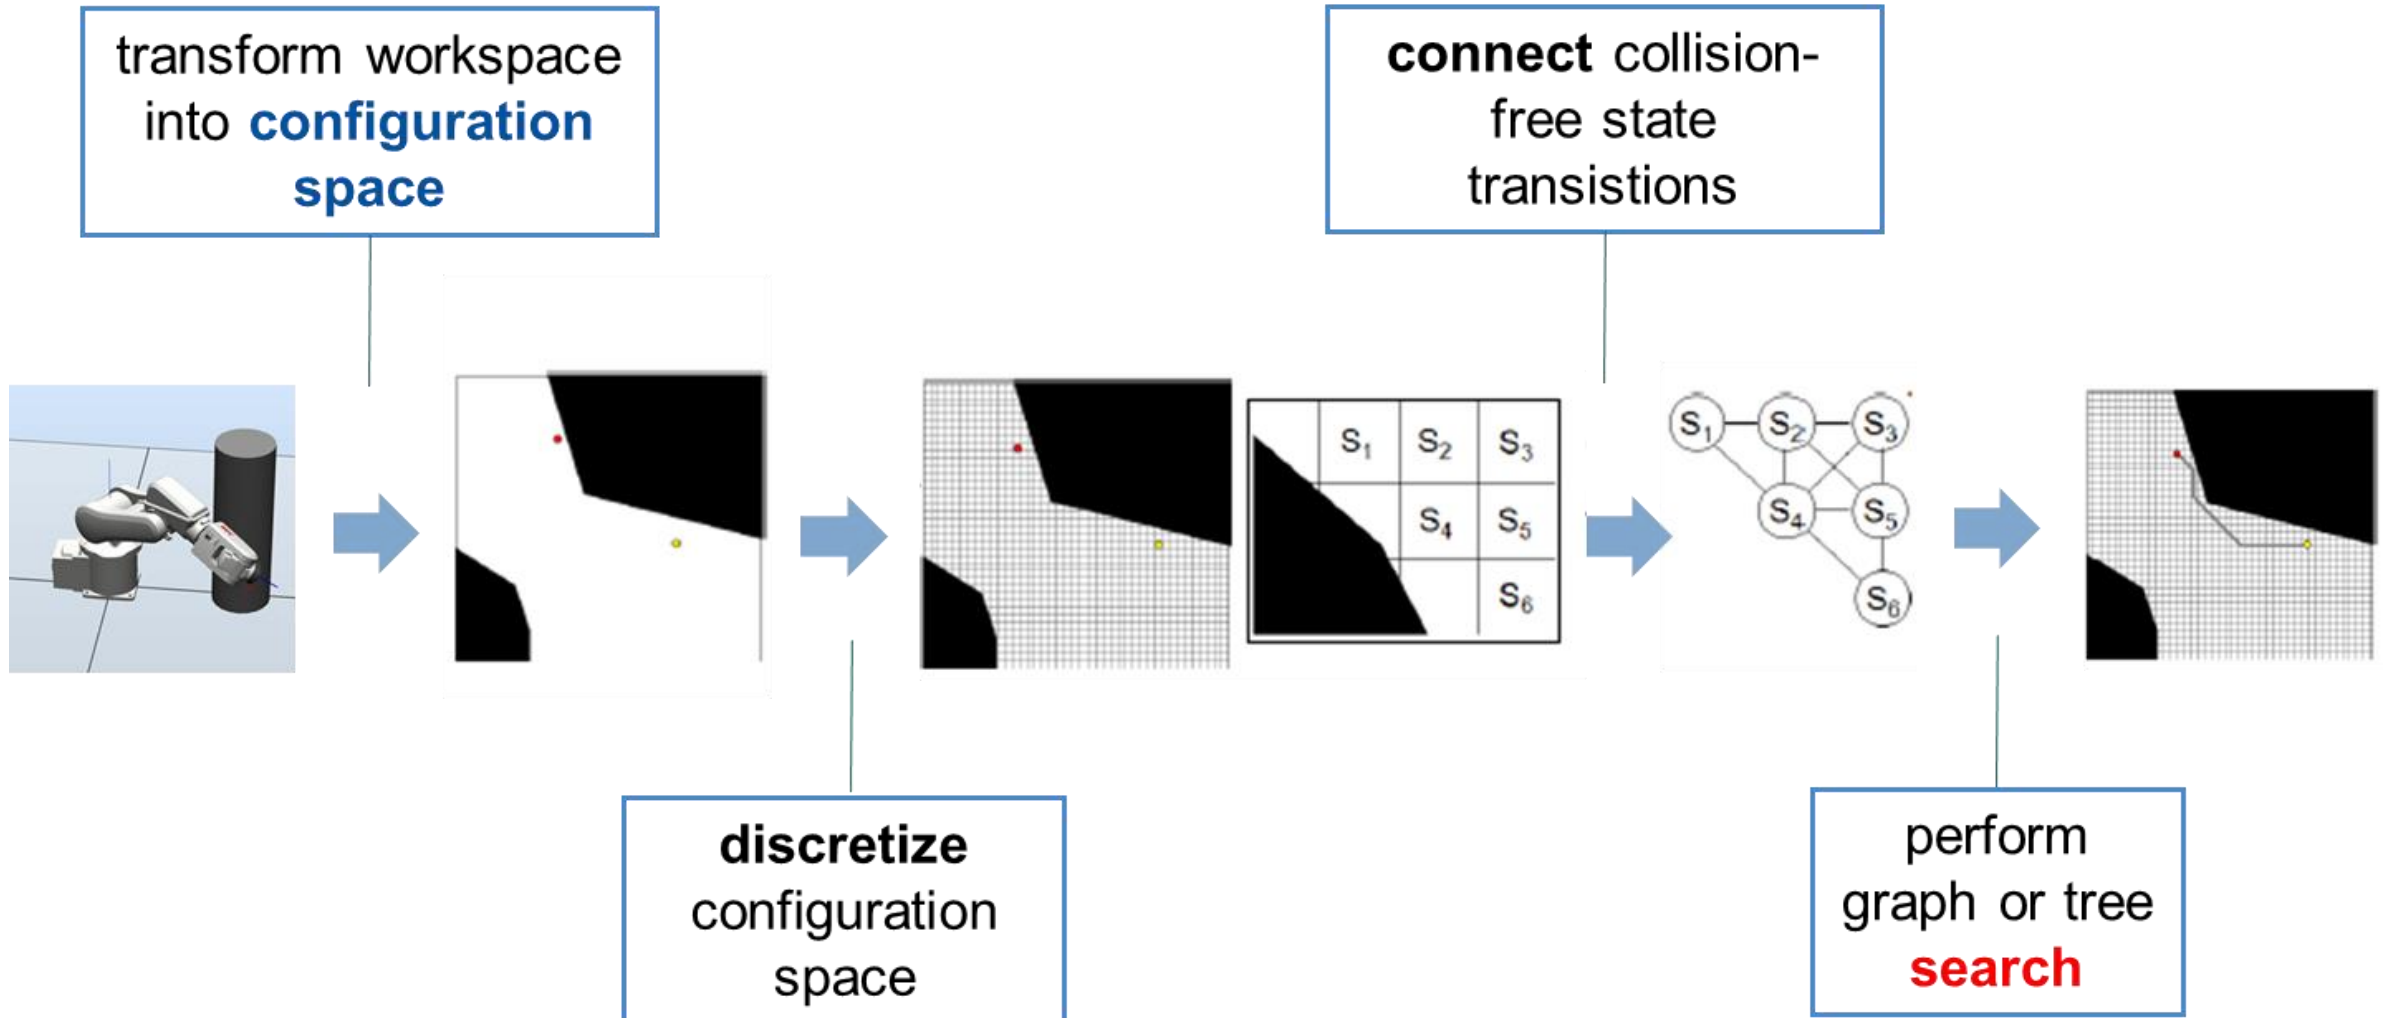 transform workspace
into configuration
space
connect collision-
free state
transistions
S1 S2 S3
S4 S5
S6
S1 S2 S3
S4 S5
S6
discretize
configuration
space
perform
graph or tree
search